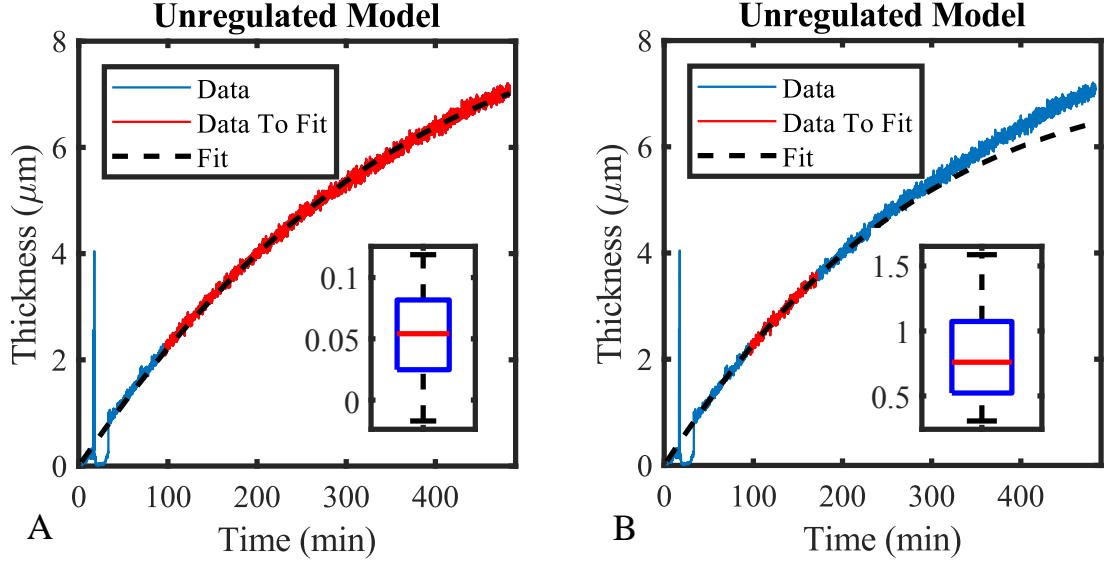 Unregulated Model
8
6
4
2
0
0 100 200 300 400
Thickness (μm)
Time (min)
Data
Data To Fit
Fit
0.1
0.05
0
A
Unregulated Model
8
6
4
2
0
0 100 200 300 400
Thickness (μm)
Time (min)
Data
Data To Fit
Fit
1.5
1
0.5
B